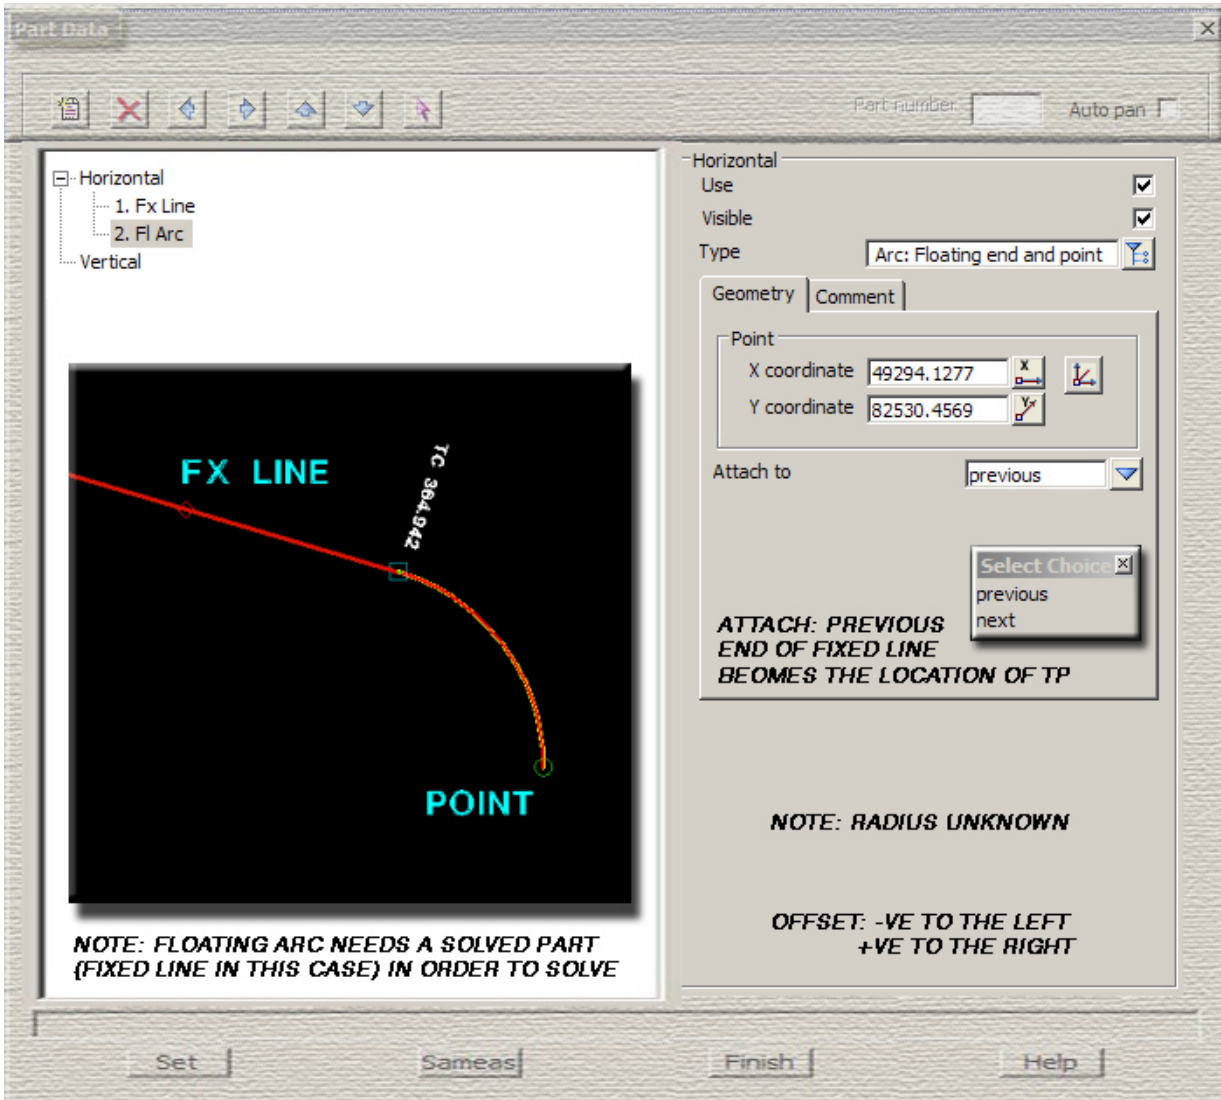 Part Data
Part number
Auto pan
Horizontal
1. Fx Line
2. Fl Arc
Vertical
FX LINE
TC 364.942
POINT
NOTE: FLOATING ARC NEEDS A SOLVED PART
(FIXED LINE IN THIS CASE) IN ORDER TO SOLVE
Horizontal
Use
Visible
Type
Arc: Floating end and point
Geometry
Comment
Point
X coordinate
49294.1277
X
Y coordinate
82530.4569
Y
Attach to
previous
Select Choice
previous
next
ATTACH: PREVIOUS
END OF FIXED LINE
BEOMES THE LOCATION OF TP
NOTE: RADIUS UNKNOWN
OFFSET: -VE TO THE LEFT
+VE TO THE RIGHT
Set
Sameas
Finish
Help